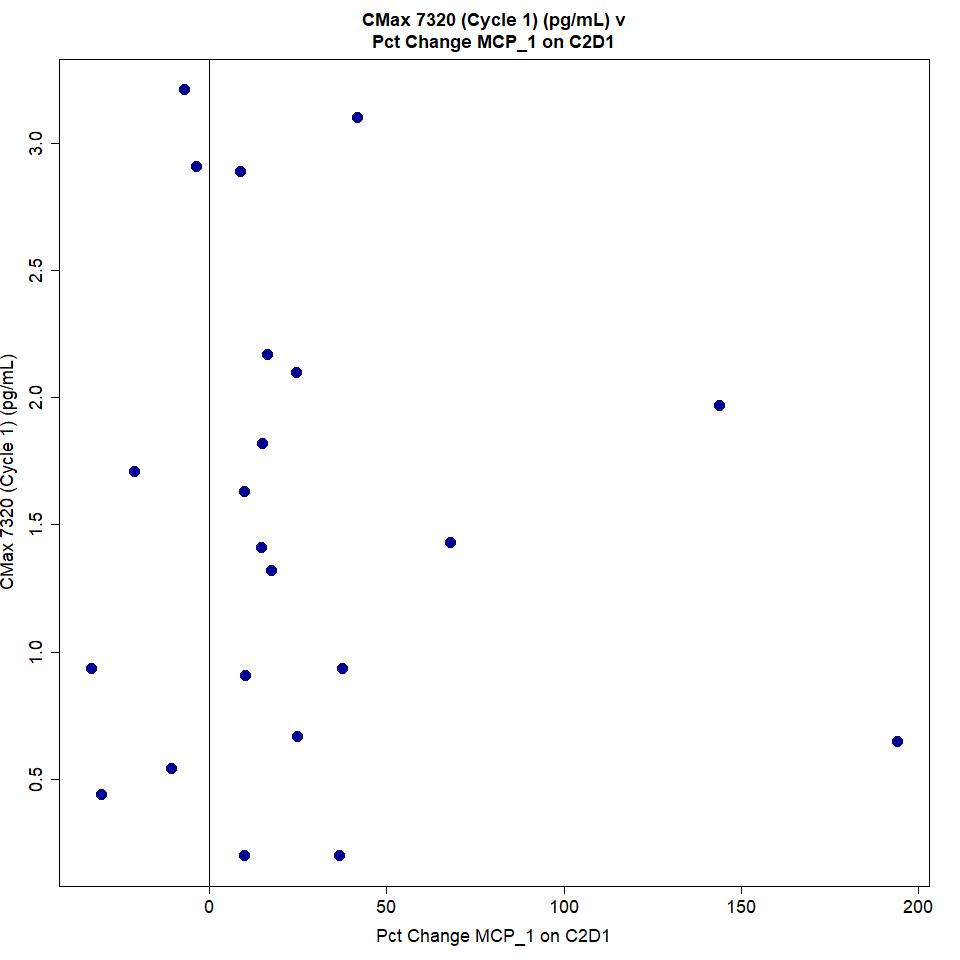 CMax 7320 (Cycle 1) (pg/mL) v
Pct Change MCP_1 on C2D1
CMax 7320 (Cycle 1) (pg/mL)
3.0
2.5
2.0
1.5
1.0
0.5
0 50 100 150 200
Pct Change MCP_1 on C2D1